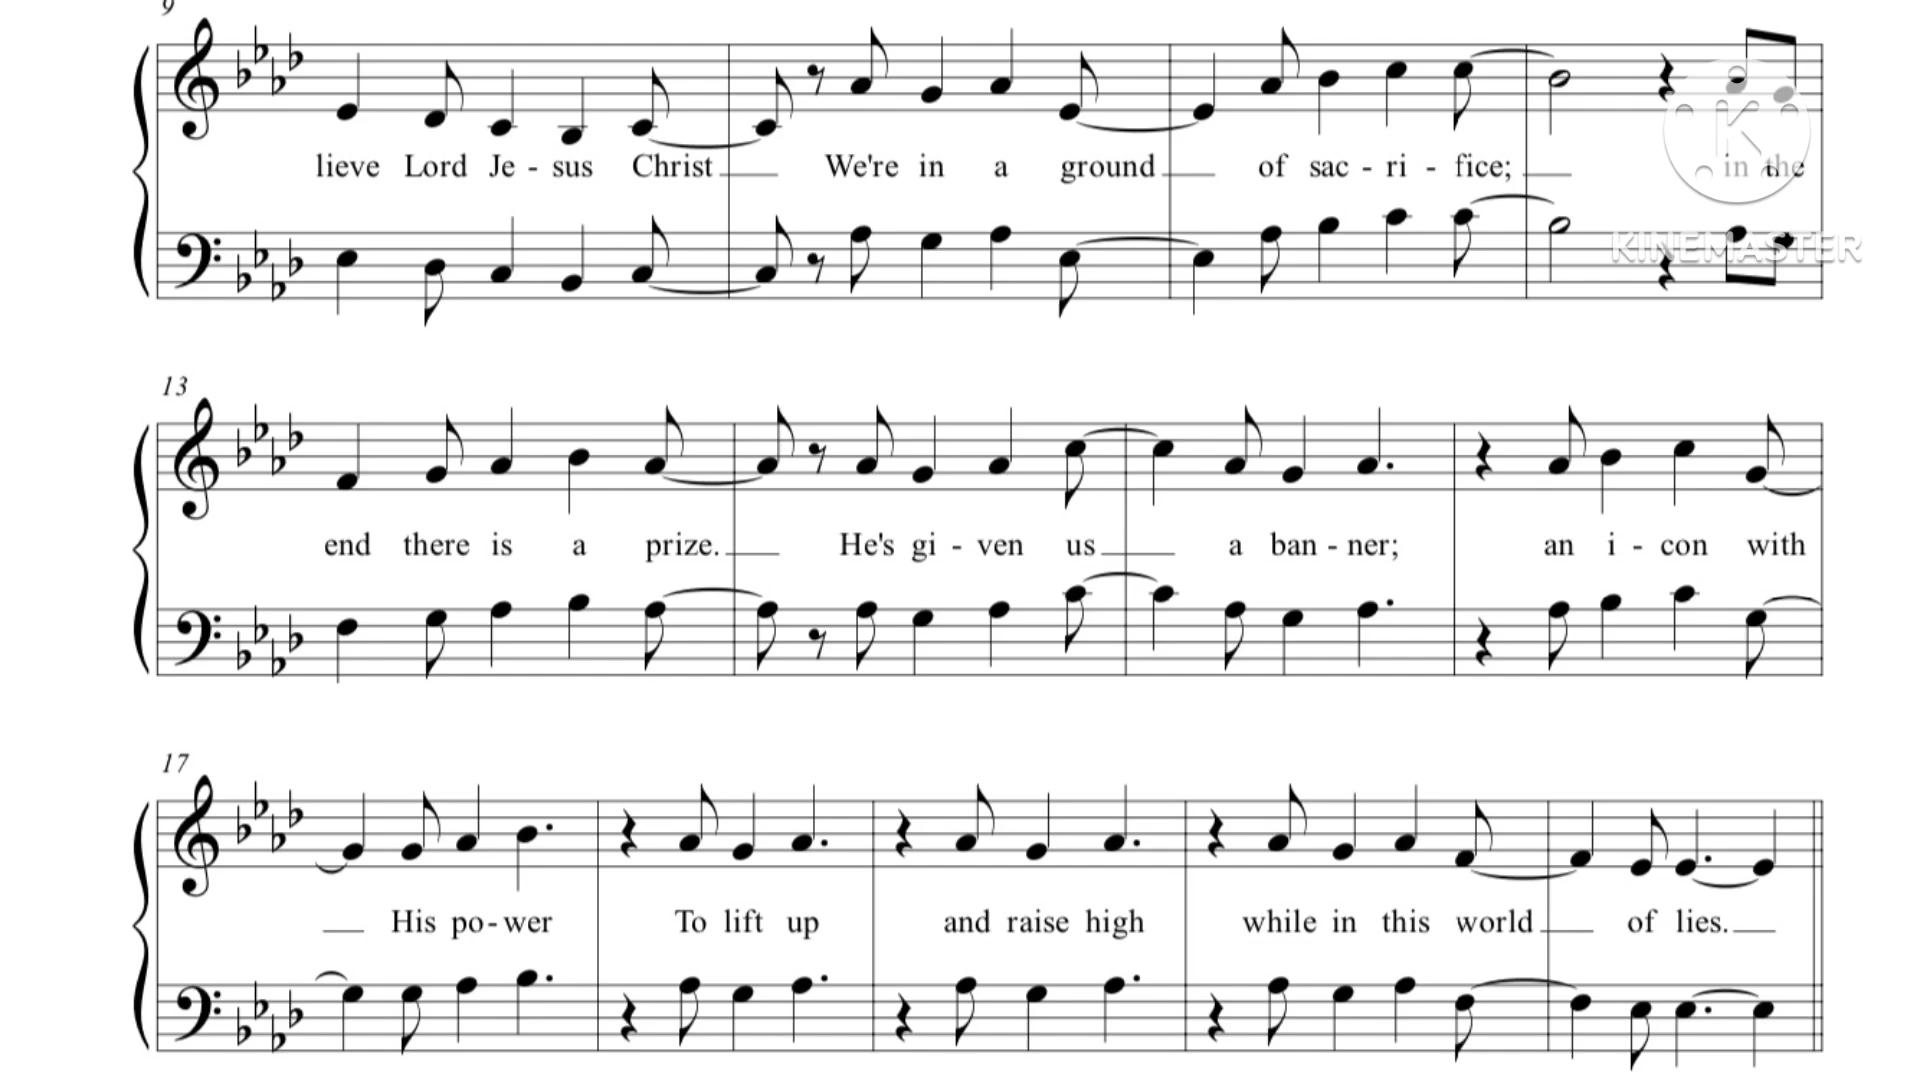 9
lieve Lord Je - sus Christ We're in a ground of sac - ri - fice; in the
K
KINEMASTER
13
end there is a prize. He's gi - ven us a ban - ner; an i - con with
17
His po - wer To lift up and raise high while in this world of lies.